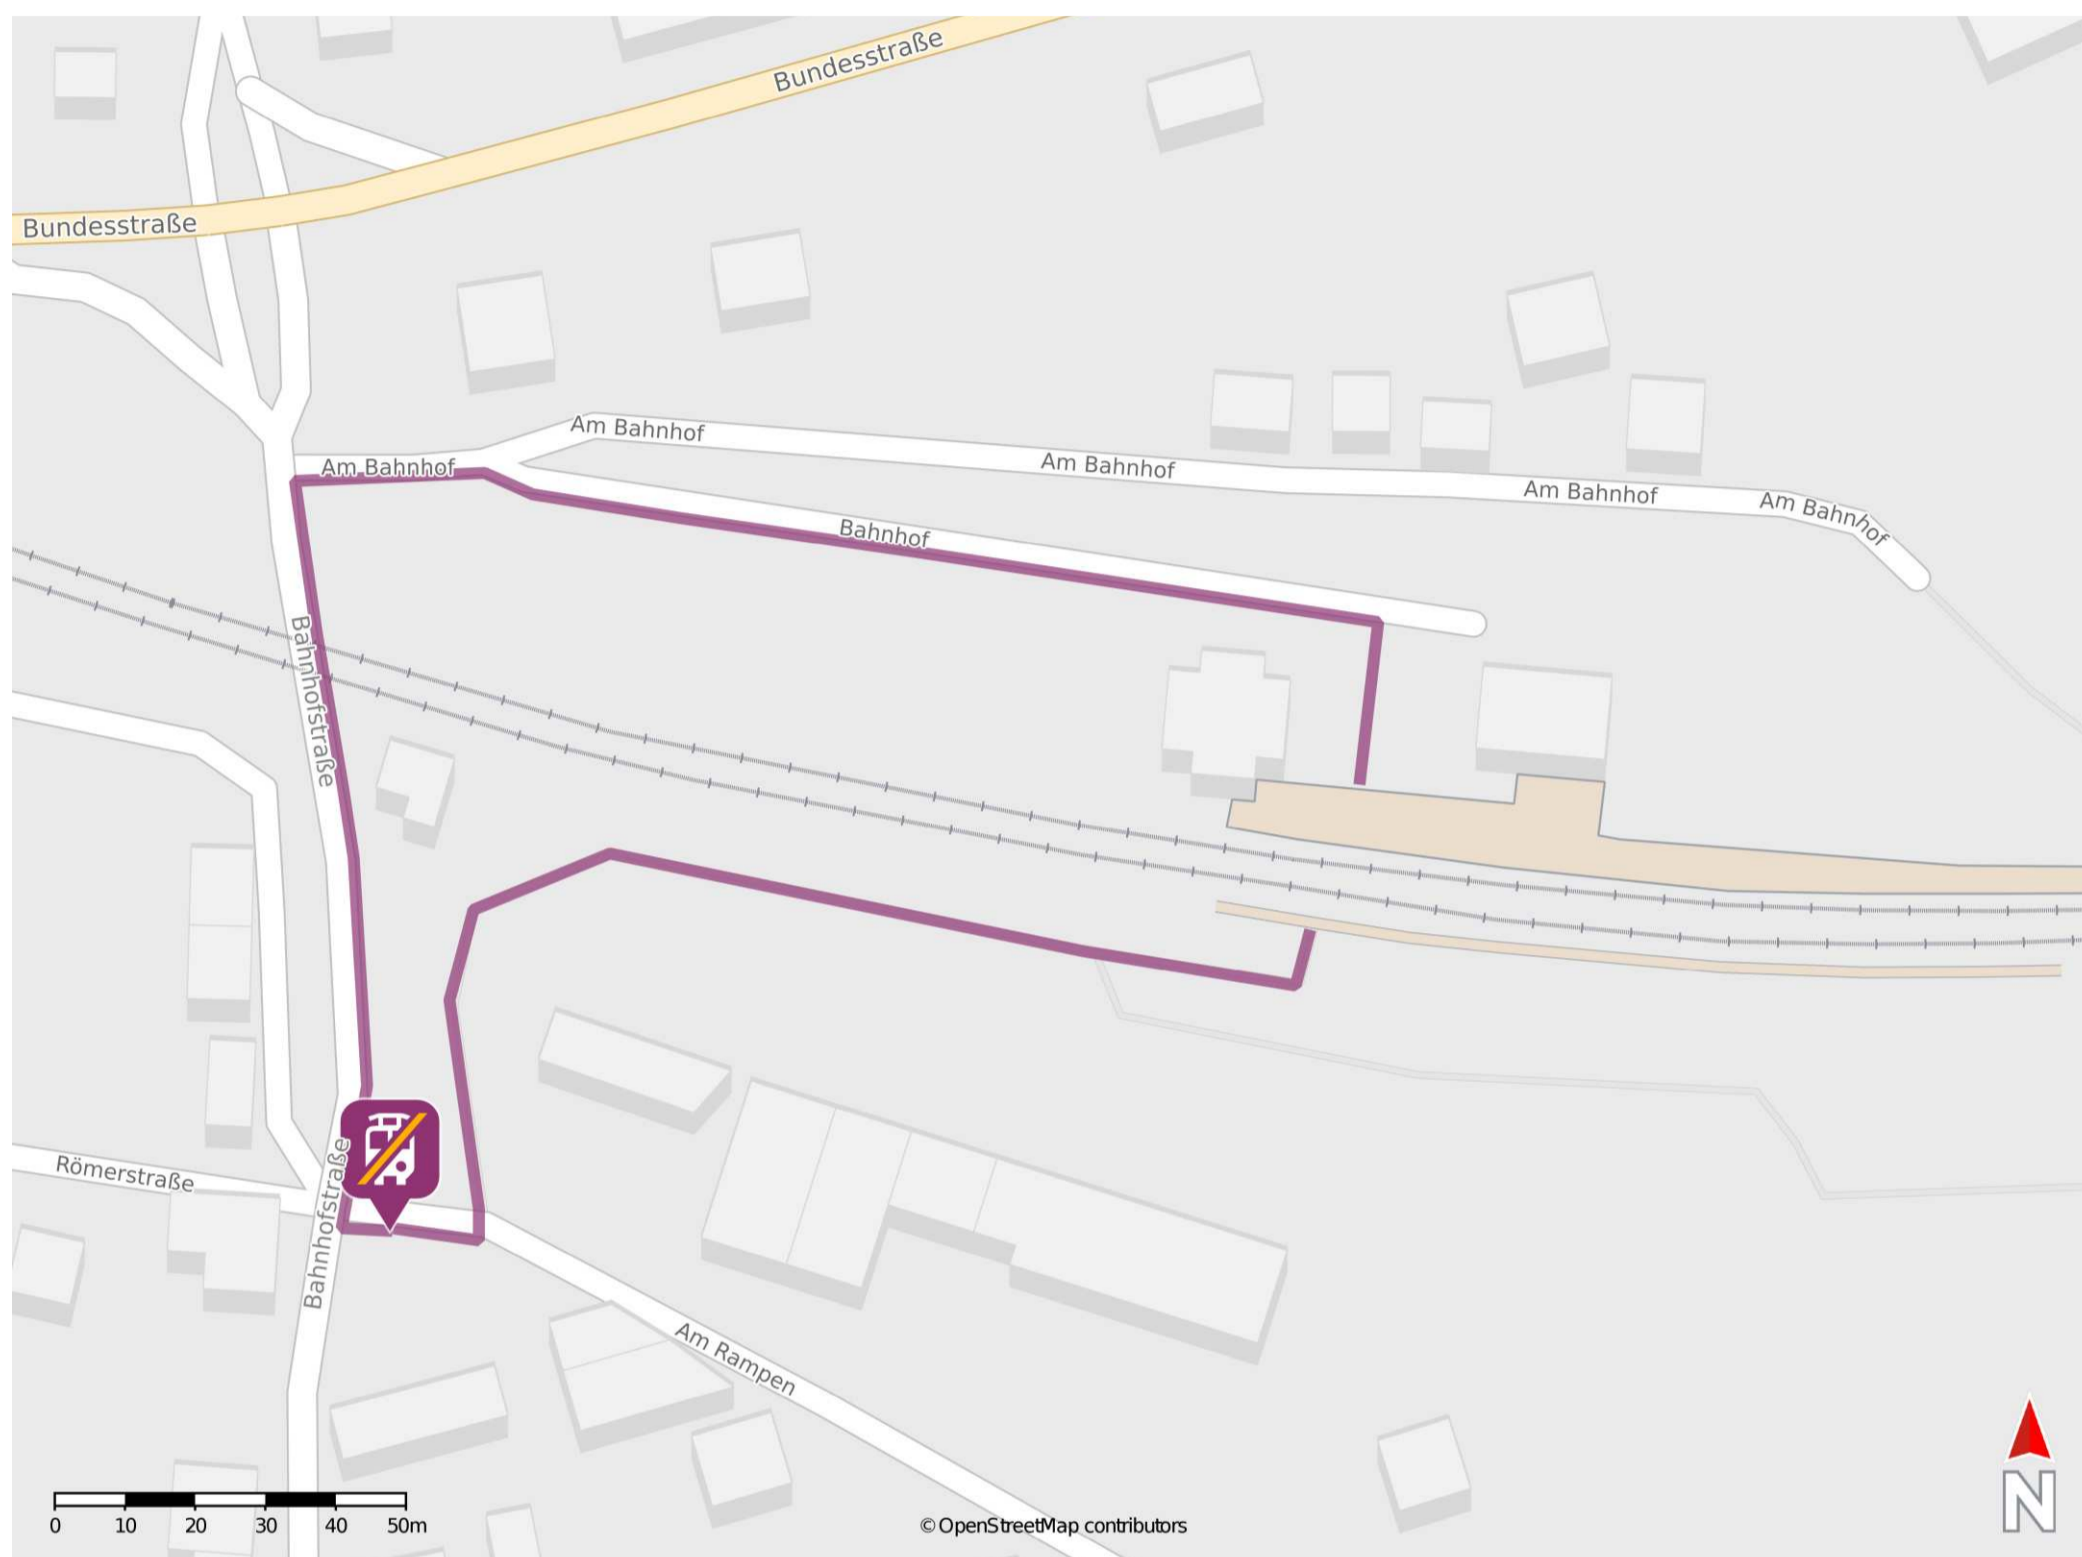 Bundesstraße
Bundesstraße
Am Bahnhof
Am Bahnhof
Am Bahnhof
Am Bahnhof
Am Bahnhof
Bahnhof
Bahnhofstraße
Römerstraße
Bahnhofstraße
Am Rampen
0 10 20 30 40 50m
© OpenStreetMap contributors
N